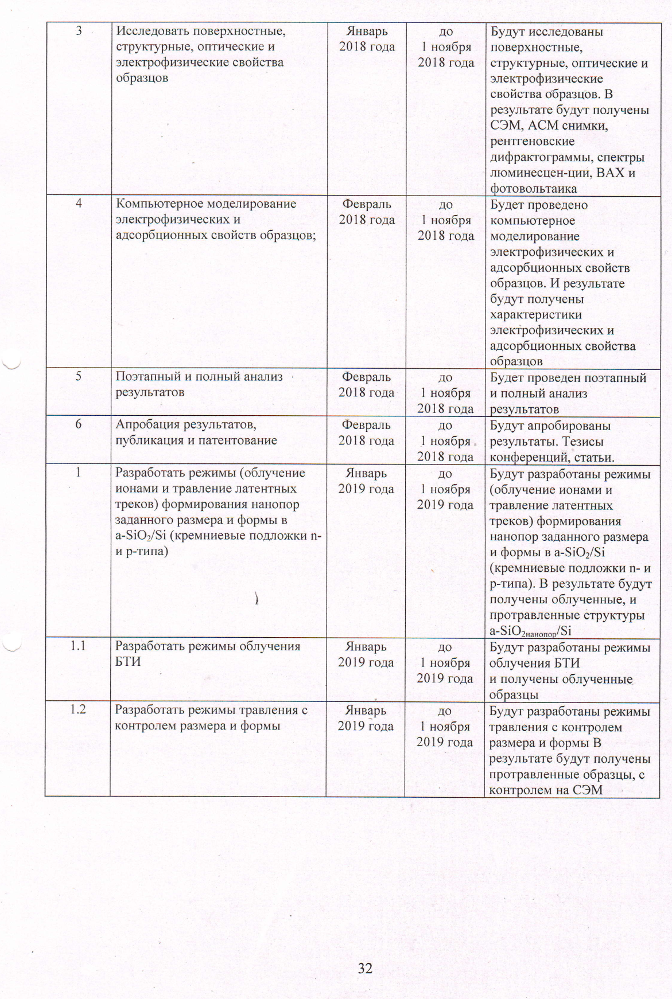 3
Исследовать поверхностные,
структурные, оптические и
электрофизические свойства
образцов
Январь
2018 года
до
1 ноября
2018 года
Будут исследованы
поверхностные,
структурные, оптические и
электрофизические
свойства образцов. В
результате будут получены
СЭМ, АСМ снимки,
рентгеновские
дифрактограммы, спектры
люминесцен-ции, ВАХ и
фотовольтаика
4
Компьютерное моделирование
электрофизических и
адсорбционных свойств образцов;
Февраль
2018 года
до
1 ноября
2018 года
Будет проведено
компьютерное
моделирование
электрофизических и
адсорбционных свойств
образцов. И результате
будут получены
характеристики
электрофизических и
адсорбционных свойства
образцов
5
Поэтапный и полный анализ
результатов
Февраль
2018 года
до
1 ноября
2018 года
Будет проведен поэтапный
и полный анализ
результатов
6
Апробация результатов,
публикация и патентование
Февраль
2018 года
до
1 ноября
2018 года
Будут апробированы
результаты. Тезисы
конференций, статьи.
1
Разработать режимы (облучение
ионами и травление латентных
треков) формирования нанопор
заданного размера и формы в
a-SiO₂/Si (кремниевые подложки n-
и p-типа)
Январь
2019 года
до
1 ноября
2019 года
Будут разработаны режимы
(облучение ионами и
травление латентных
треков) формирования
нанопор заданного размера
и формы в a-SiO₂/Si
(кремниевые подложки n- и
p-типа). В результате будут
получены облученные, и
протравленные структуры
a-SiO₂нанопор/Si
1.1
Разработать режимы облучения
БТИ
Январь
2019 года
до
1 ноября
2019 года
Будут разработаны режимы
облучения БТИ
и получены облученные
образцы
1.2
Разработать режимы травления с
контролем размера и формы
Январь
2019 года
до
1 ноября
2019 года
Будут разработаны режимы
травления с контролем
размера и формы В
результате будут получены
протравленные образцы, с
контролем на СЭМ
32